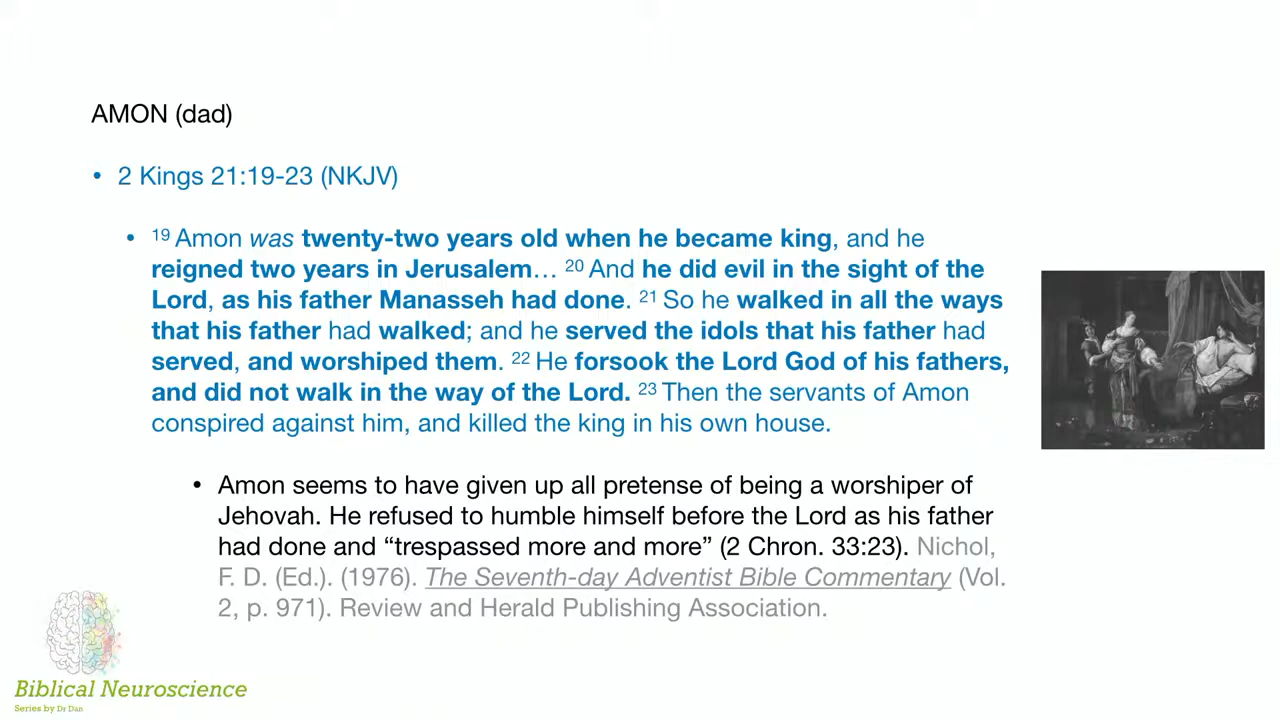 AMON (dad)
• 2 Kings 21:19-23 (NKJV)
• 19 Amon was twenty-two years old when he became king, and he
reigned two years in Jerusalem… 20 And he did evil in the sight of the
Lord, as his father Manasseh had done. 21 So he walked in all the ways
that his father had walked; and he served the idols that his father had
served, and worshiped them. 22 He forsook the Lord God of his fathers,
and did not walk in the way of the Lord. 23 Then the servants of Amon
conspired against him, and killed the king in his own house.
• Amon seems to have given up all pretense of being a worshiper of
Jehovah. He refused to humble himself before the Lord as his father
had done and “trespassed more and more” (2 Chron. 33:23). Nichol,
F. D. (Ed.). (1976). The Seventh-day Adventist Bible Commentary (Vol.
2, p. 971). Review and Herald Publishing Association.
Biblical Neuroscience
Series by Dr Dan